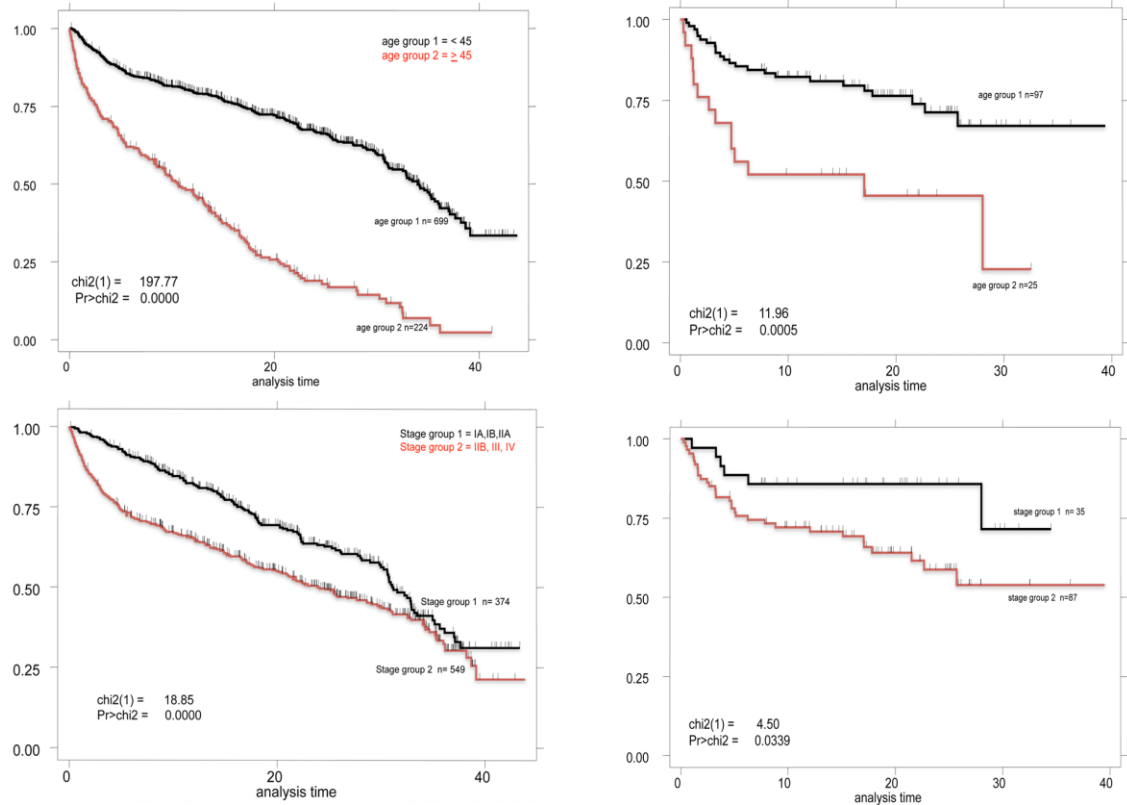 1.00
0.75
0.50
0.25
0.00
age group 1 = < 45
age group 2 = ≥ 45
age group 1 n= 699
chi2(1) = 197.77
Pr>chi2 = 0.0000
age group 2 n=224
0 20 40
analysis time
1.00
0.75
0.50
0.25
0.00
age group 1 n=97
age group 2 n=25
chi2(1) = 11.96
Pr>chi2 = 0.0005
0 10 20 30 40
analysis time
1.00
0.75
0.50
0.25
0.00
Stage group 1 = IA,IB,IIA
Stage group 2 = IIB, III, IV
Stage group 1 n= 374
Stage group 2 n= 549
chi2(1) = 18.85
Pr>chi2 = 0.0000
0 20 40
analysis time
1.00
0.75
0.50
0.25
0.00
stage group 1 n= 35
stage group 2 n=87
chi2(1) = 4.50
Pr>chi2 = 0.0339
0 10 20 30 40
analysis time